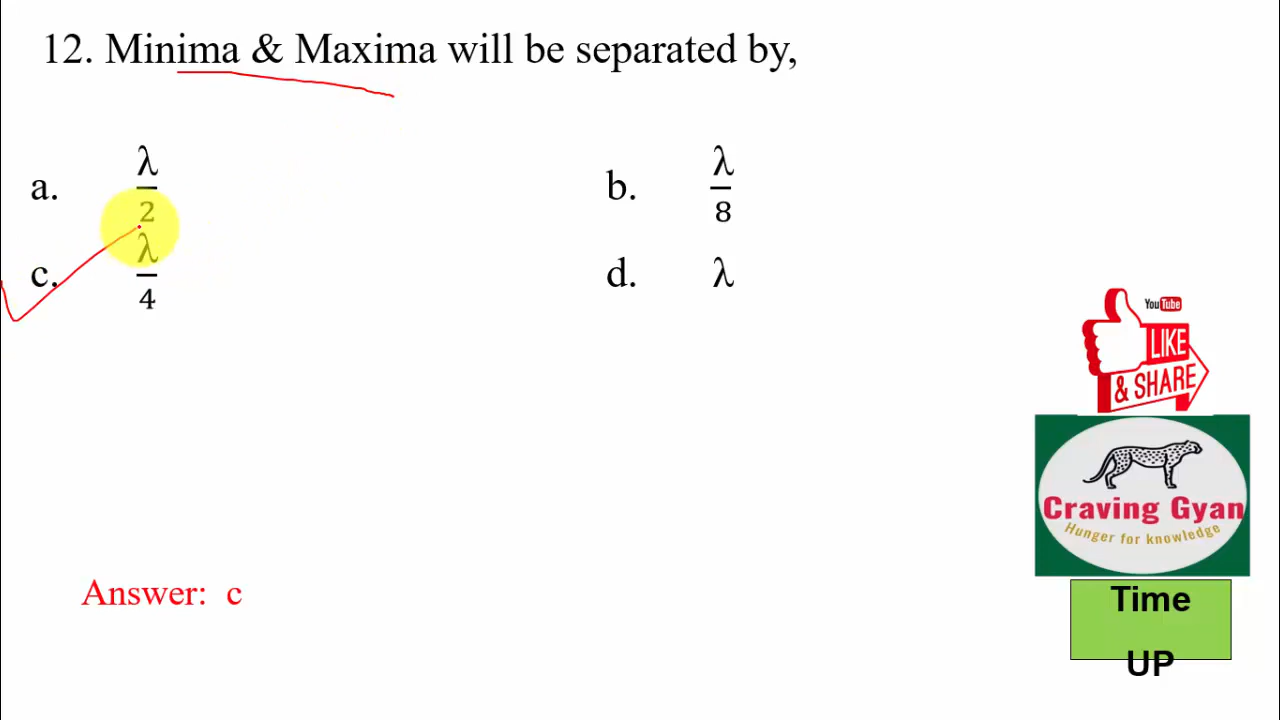 12. Minima & Maxima will be separated by,
a. λ/2 b. λ/8
c. λ/4 d. λ
YouTube
LIKE
& SHARE
Craving Gyan
Hunger for knowledge
Answer: c
Time
UP